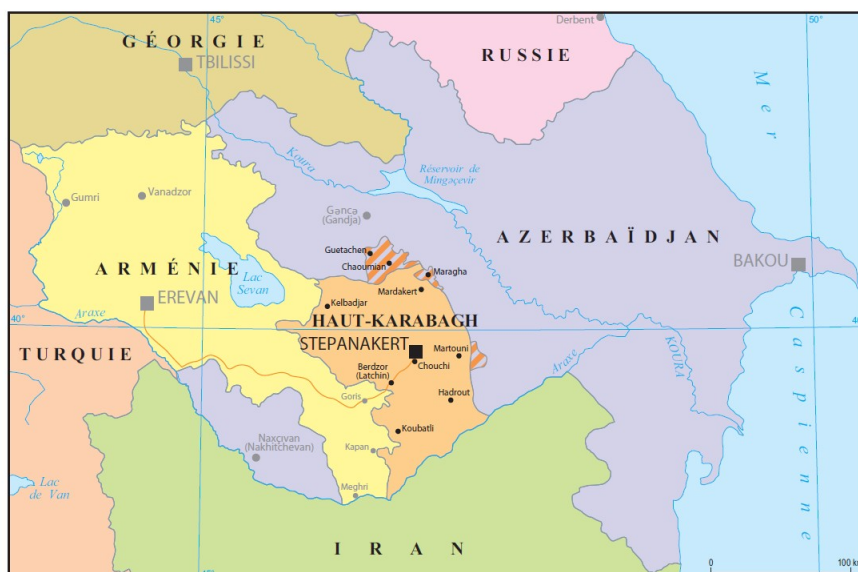 45°
50°
Derbent
GÉORGIE
TBILISSI
RUSSIE
Mer
Koura
Réservoir de
Mingaçevir
Gumri
Vanadzor
Ganca
(Gandja)
AZERBAÏDJAN
Guetachen
Chaoumian
Maragha
BAKOU
ARMÉNIE
Lac
Sevan
Mardakert
EREVAN
Kelbadjar
40°
Araxe
HAUT-KARABAGH
40°
STEPANAKERT
Martouni
TURQUIE
Chouchi
Berdzor
(Latchin)
Araxe
KOURA
Caspienne
Goris
Hadrout
Koubatli
Naxçivan
(Nakhitchevan)
Kapan
Lac
de Van
Meghri
IRAN
0
100 km